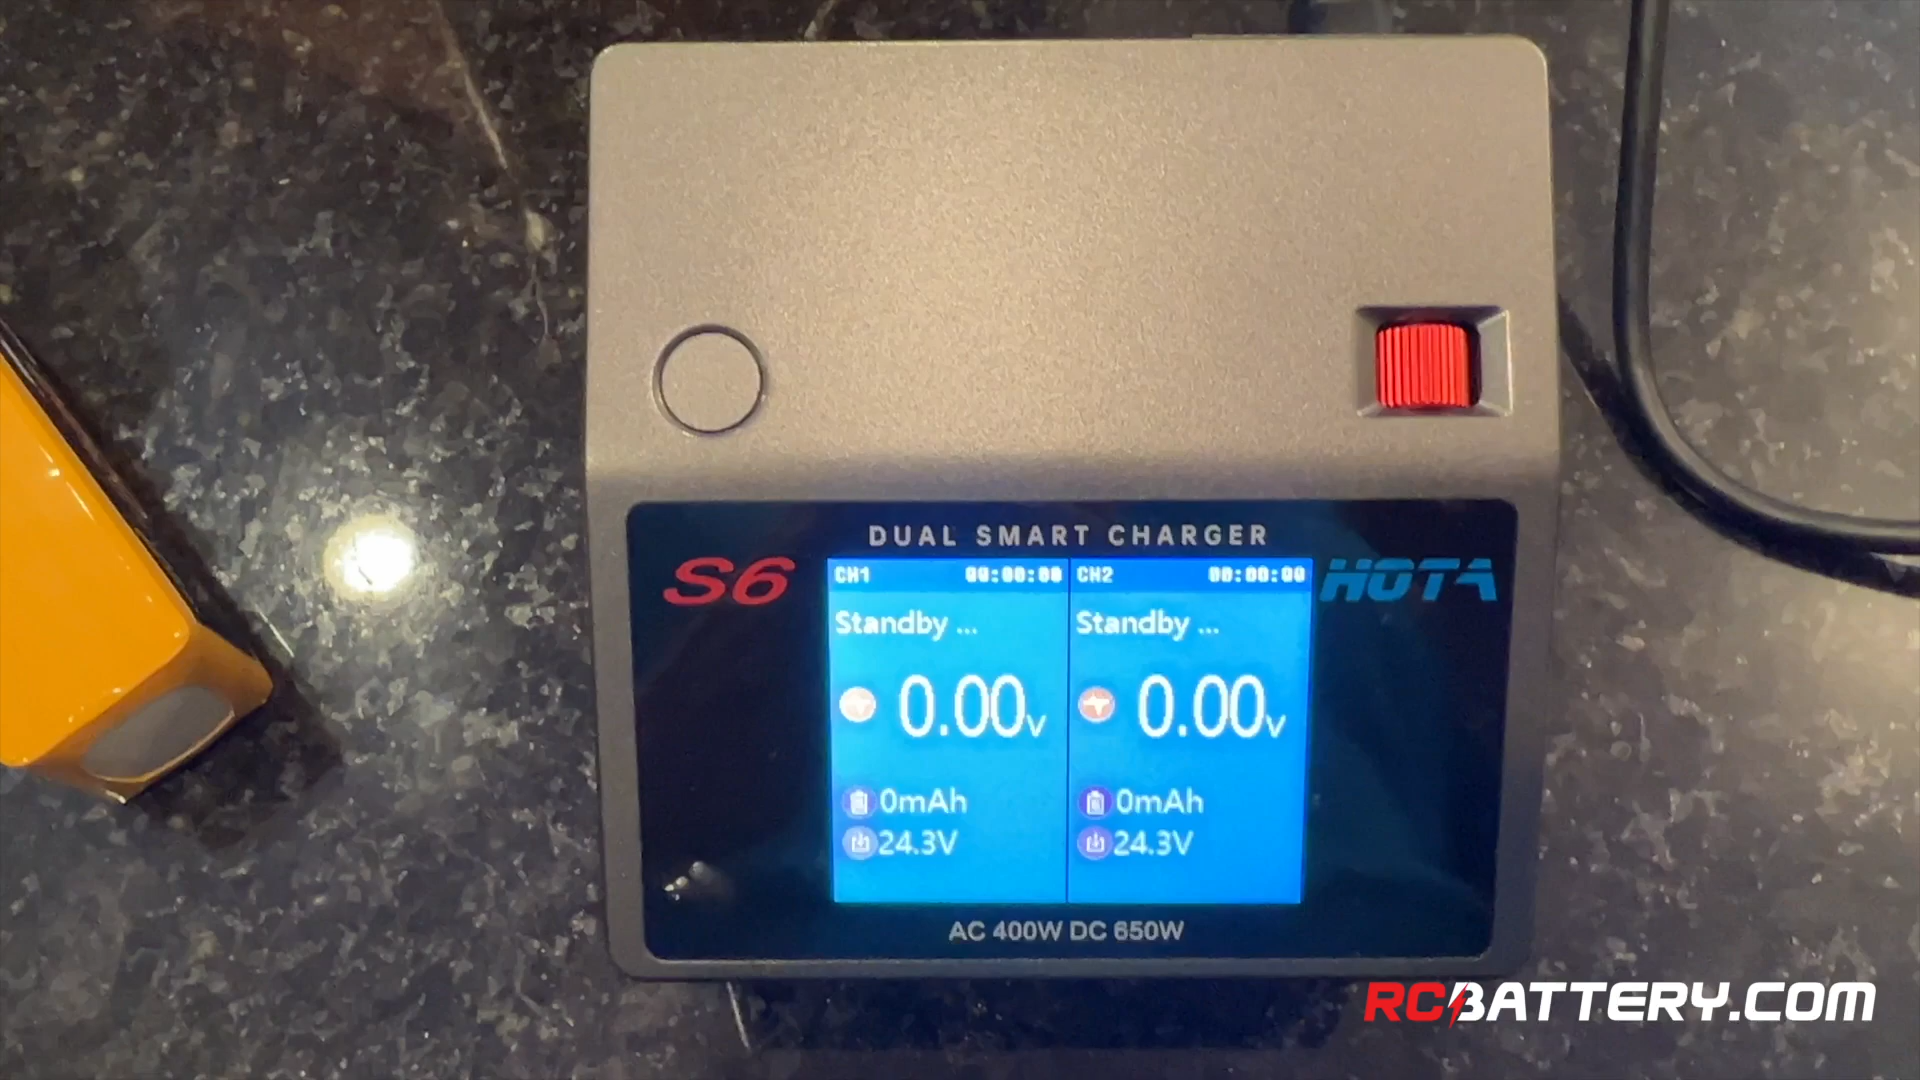 DUAL SMART CHARGER
S6
HOTA
CH1 00:00:00
Standby ...
0.00V
0mAh
24.3V
CH2 00:00:00
Standby ...
0.00V
0mAh
24.3V
AC 400W DC 650W
RCBATTERY.COM